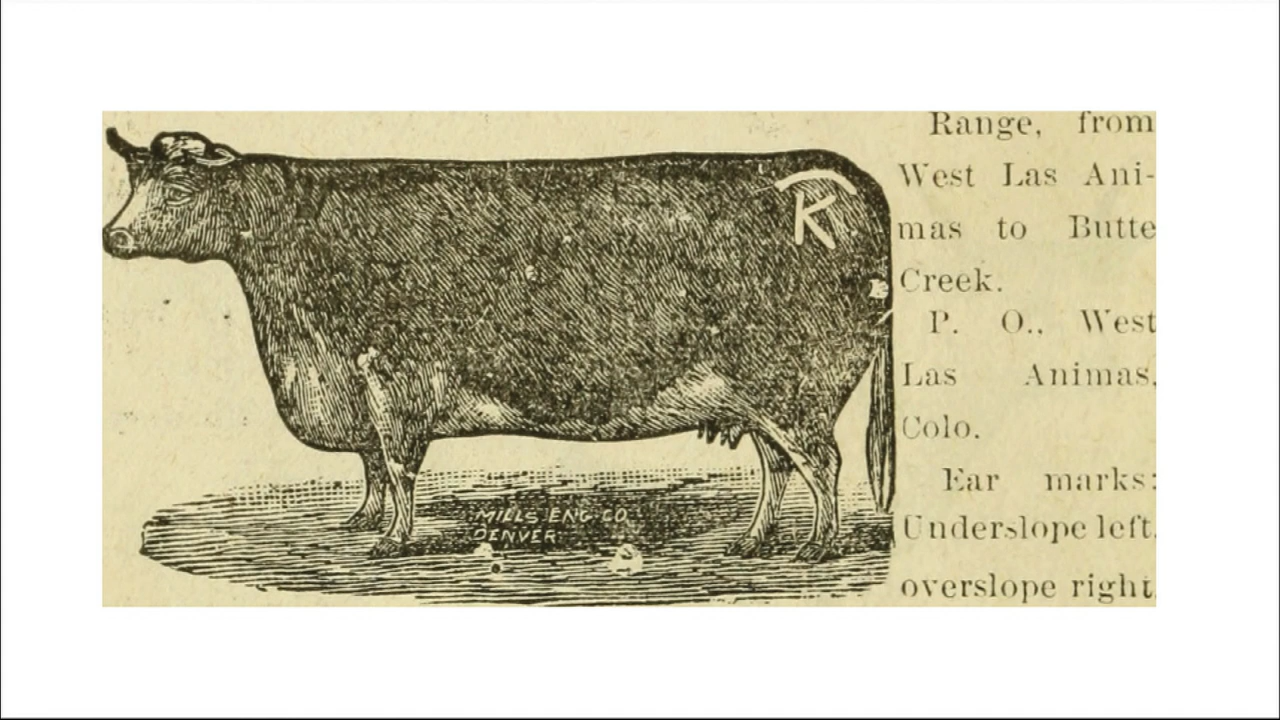 K
Range, from
West Las Ani-
mas to Butte
Creek.
P. O., West
Las Animas,
Colo.
Ear marks:
Underslope left,
overslope right,
MILLS ENG CO
DENVER